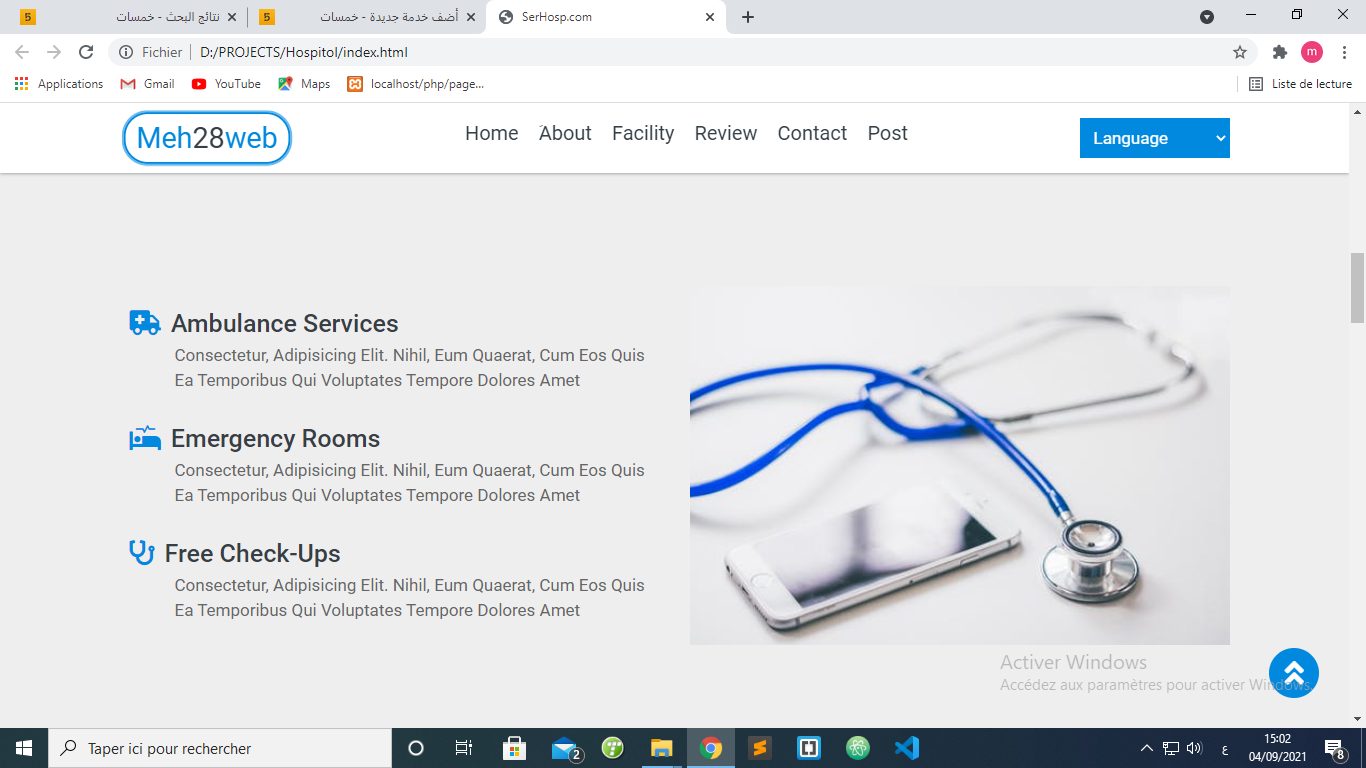 نتائج البحث - خمسات
أضف خدمة جديدة - خمسات
SerHosp.com
Fichier
D:/PROJECTS/Hospitol/index.html
m
Applications
Gmail
YouTube
Maps
localhost/php/page...
Liste de lecture
Meh28web
Home
About
Facility
Review
Contact
Post
Language
Ambulance Services
Consectetur, Adipisicing Elit. Nihil, Eum Quaerat, Cum Eos Quis
Ea Temporibus Qui Voluptates Tempore Dolores Amet
Emergency Rooms
Consectetur, Adipisicing Elit. Nihil, Eum Quaerat, Cum Eos Quis
Ea Temporibus Qui Voluptates Tempore Dolores Amet
Free Check-Ups
Consectetur, Adipisicing Elit. Nihil, Eum Quaerat, Cum Eos Quis
Ea Temporibus Qui Voluptates Tempore Dolores Amet
Activer Windows
Accédez aux paramètres pour activer Windows.
Taper ici pour rechercher
2
ع
15:02
04/09/2021
8